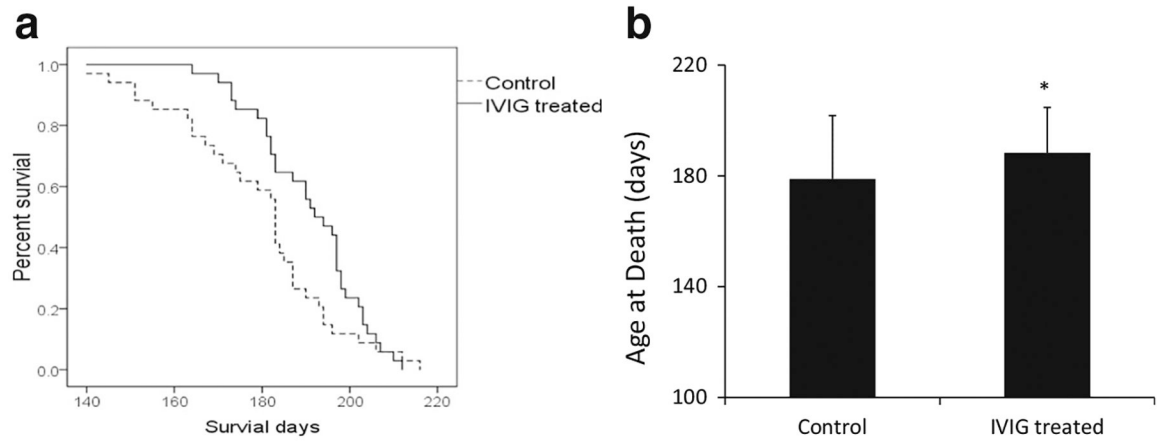 a
1.0
0.8
0.6
0.4
0.2
0.0
Percent survial
140 160 180 200 220
Survial days
Control
IVIG treated
b
220
180
140
100
Age at Death (days)
*
Control IVIG treated